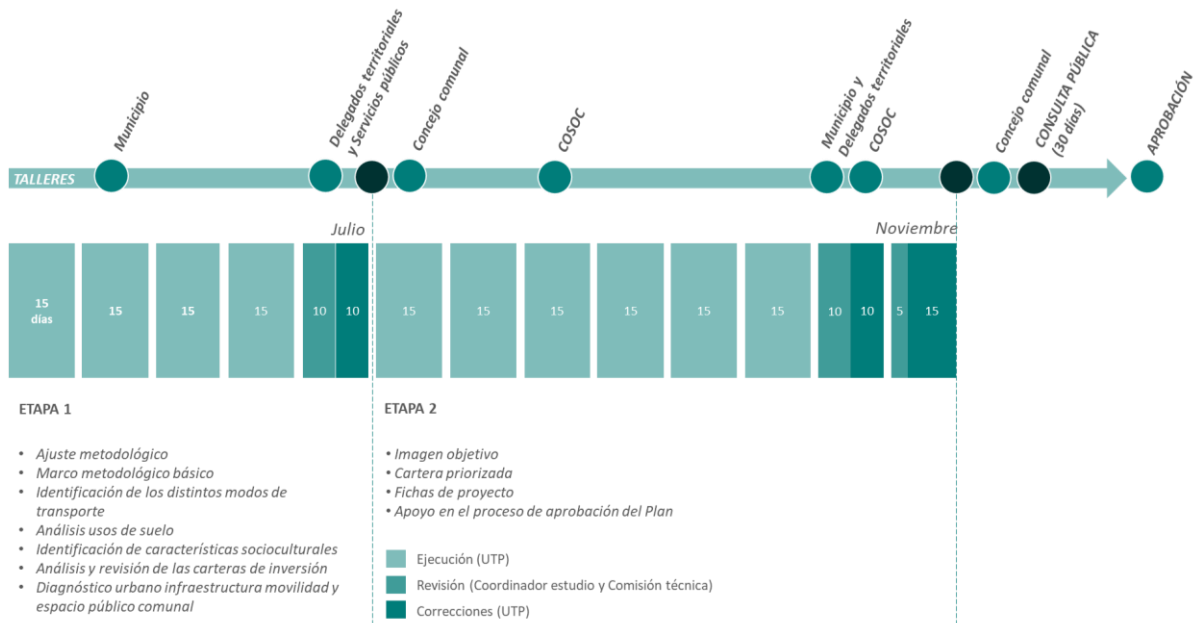 Municipio
Delegados territoriales
y Servicios públicos
Concejo comunal
COSOC
Municipio y
Delegados territoriales
COSOC
Concejo comunal
CONSULTA PÚBLICA
(30 días)
APROBACIÓN
TALLERES
Julio
Noviembre
15
días
15
15
15
10
10
15
15
15
15
15
15
10
10
5
15
ETAPA 1
• Ajuste metodológico
• Marco metodológico básico
• Identificación de los distintos modos de
transporte
• Análisis usos de suelo
• Identificación de características socioculturales
• Análisis y revisión de las carteras de inversión
• Diagnóstico urbano infraestructura movilidad y
espacio público comunal
ETAPA 2
• Imagen objetivo
• Cartera priorizada
• Fichas de proyecto
• Apoyo en el proceso de aprobación del Plan
Ejecución (UTP)
Revisión (Coordinador estudio y Comisión técnica)
Correcciones (UTP)